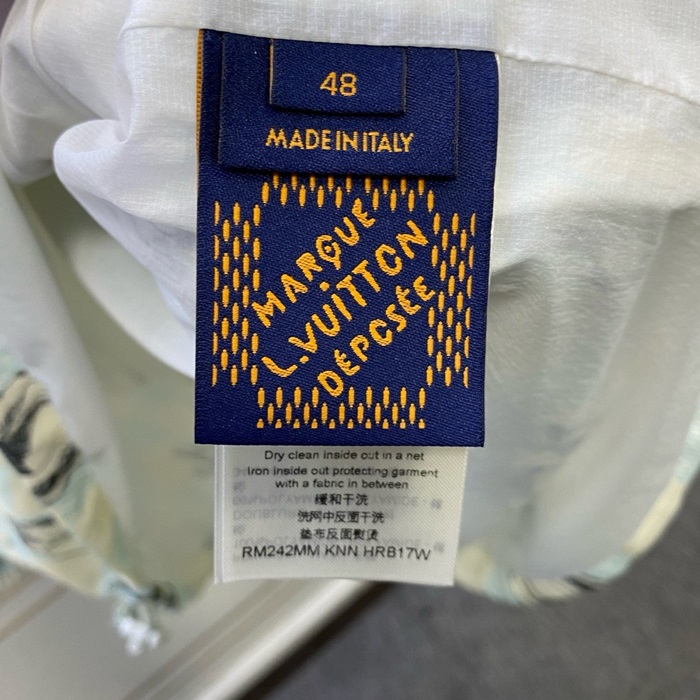 48
MADE IN ITALY
MARQUE
L.VUITTON
DÉPOSÉE
Dry clean inside out in a net
Iron inside out protecting garment
with a fabric in between
缓和干洗
洗网中反面干洗
垫布反面熨烫
RM242MM KNN HRB17W